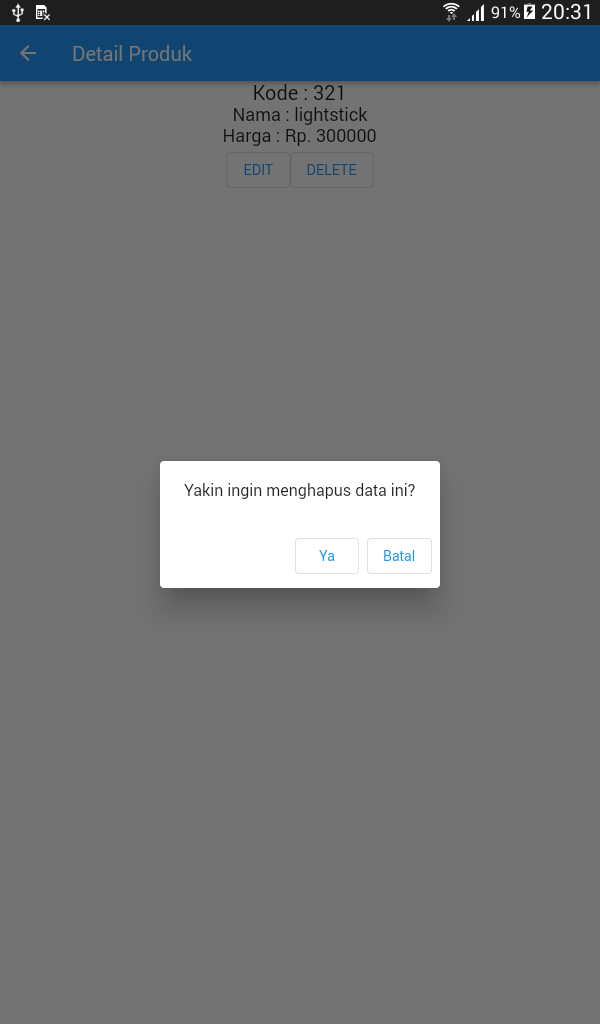 91% 20:31
Detail Produk
Kode : 321
Nama : lightstick
Harga : Rp. 300000
EDIT DELETE
Yakin ingin menghapus data ini?
Ya Batal